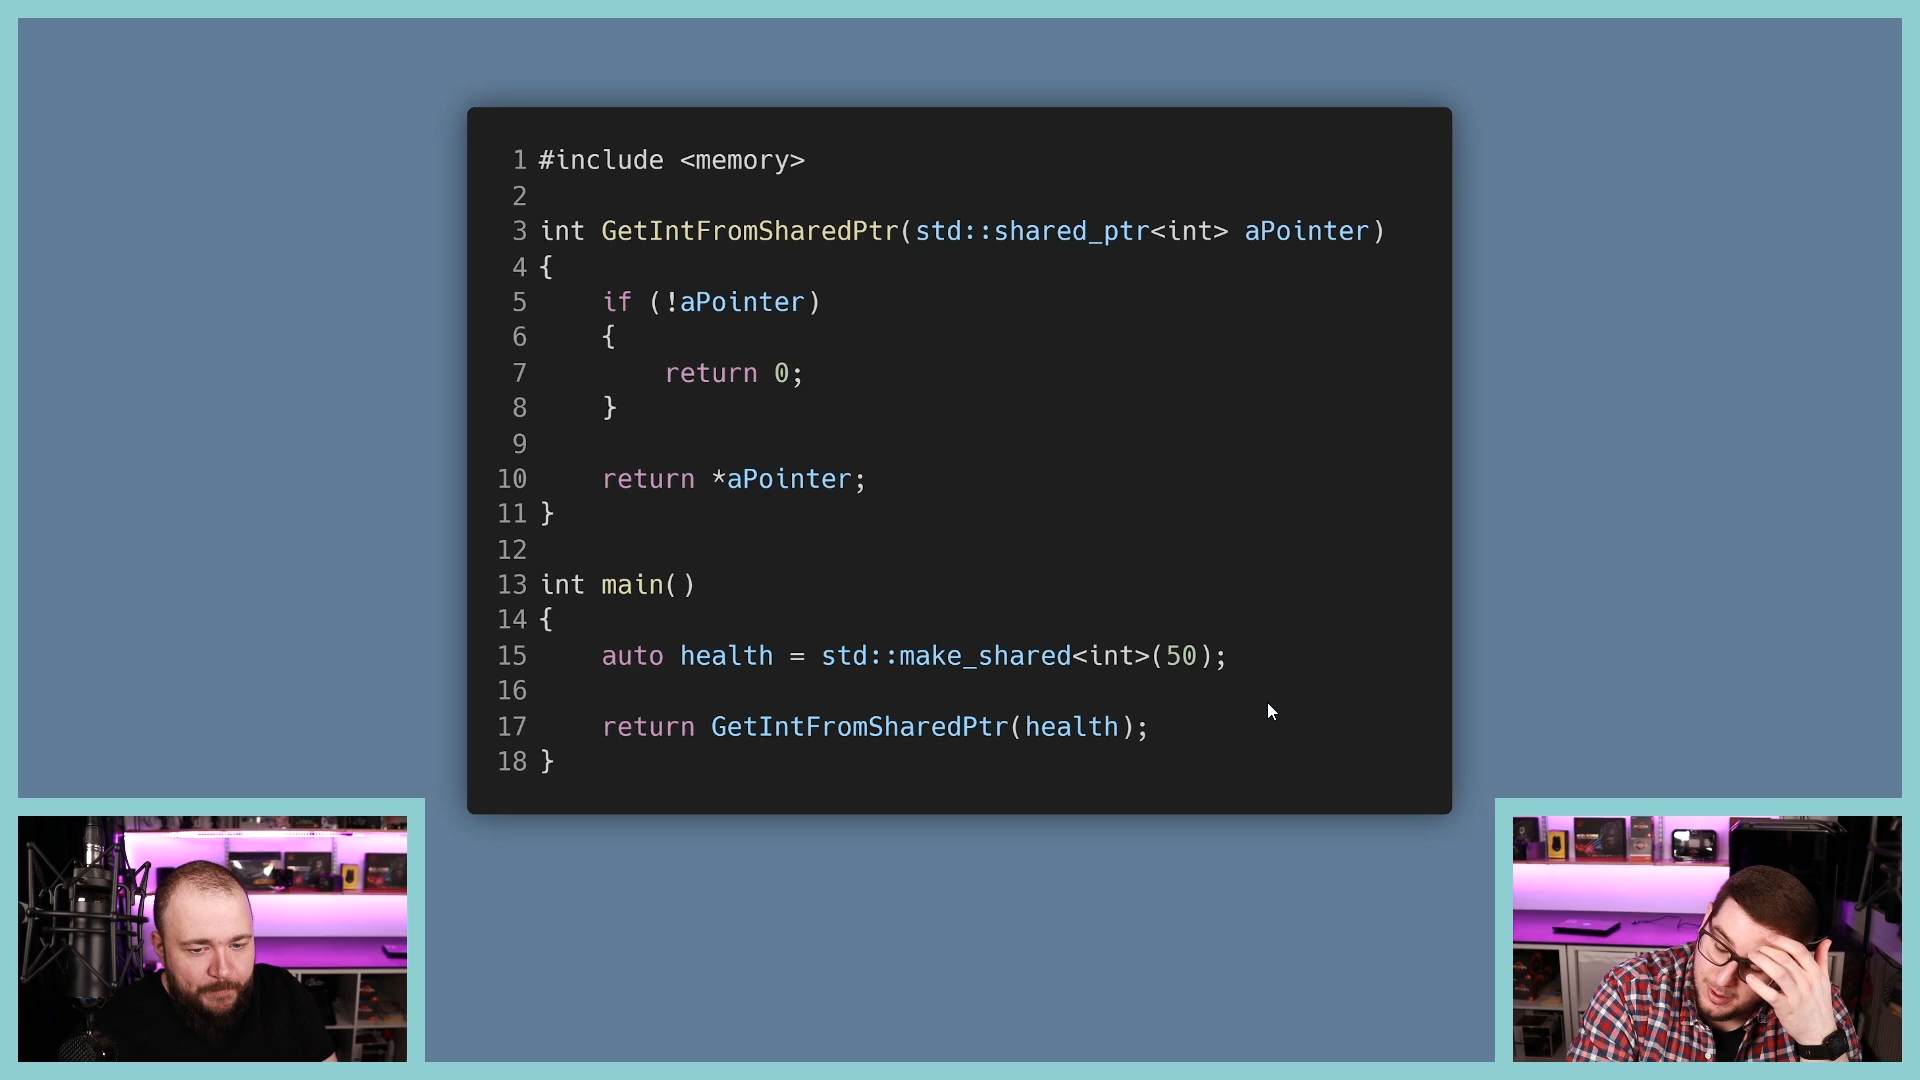 1 #include <memory>
2
3 int GetIntFromSharedPtr(std::shared_ptr<int> aPointer)
4 {
5     if (!aPointer)
6     {
7         return 0;
8     }
9
10     return *aPointer;
11 }
12
13 int main()
14 {
15     auto health = std::make_shared<int>(50);
16
17     return GetIntFromSharedPtr(health);
18 }